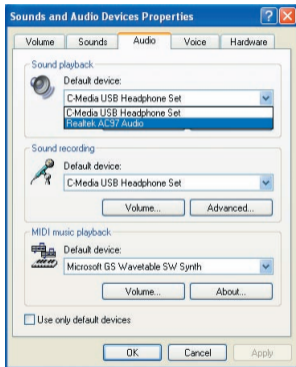 Sounds and Audio Devices Properties
Volume Sounds Audio Voice Hardware
Sound playback
Default device:
C-Media USB Headphone Set
C-Media USB Headphone Set
Realtek AC97 Audio
Sound recording
Default device:
C-Media USB Headphone Set
Volume... Advanced...
MIDI music playback
Default device:
Microsoft GS Wavetable SW Synth
Volume... About...
Use only default devices
OK Cancel Apply